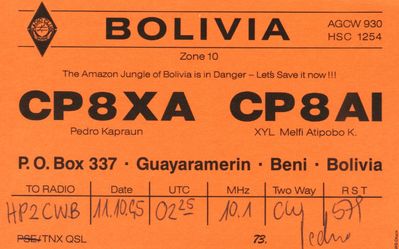 BOLIVIA
AGCW 930
HSC 1254
Zone 10
The Amazon Jungle of Bolivia is in Danger – Let's Save it now !!!
CP8XA CP8AI
Pedro Kapraun XYL Melfi Atipobo K.
P.O. Box 337 · Guayaramerin · Beni · Bolivia
TO RADIO Date UTC MHz Two Way R S T
HP2CWB 11.10.95 0225 10.1 CW 579
Pedro
PSE/TNX QSL 73.